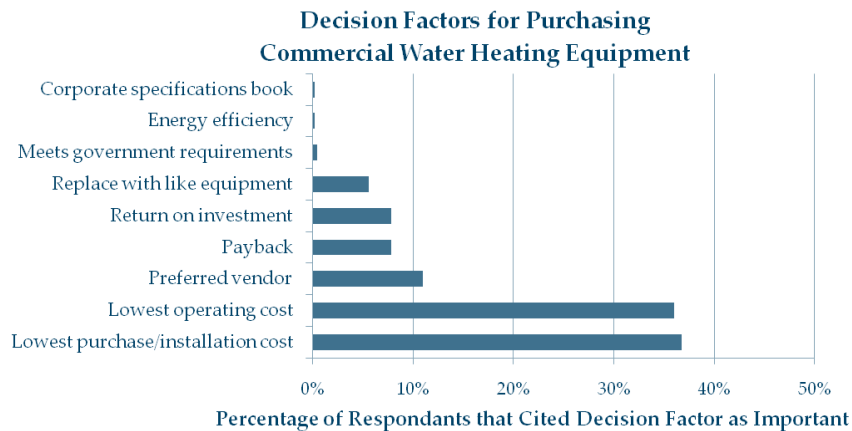 Decision Factors for Purchasing
Commercial Water Heating Equipment
Corporate specifications book
Energy efficiency
Meets government requirements
Replace with like equipment
Return on investment
Payback
Preferred vendor
Lowest operating cost
Lowest purchase/installation cost
0% 10% 20% 30% 40% 50%
Percentage of Respondants that Cited Decision Factor as Important